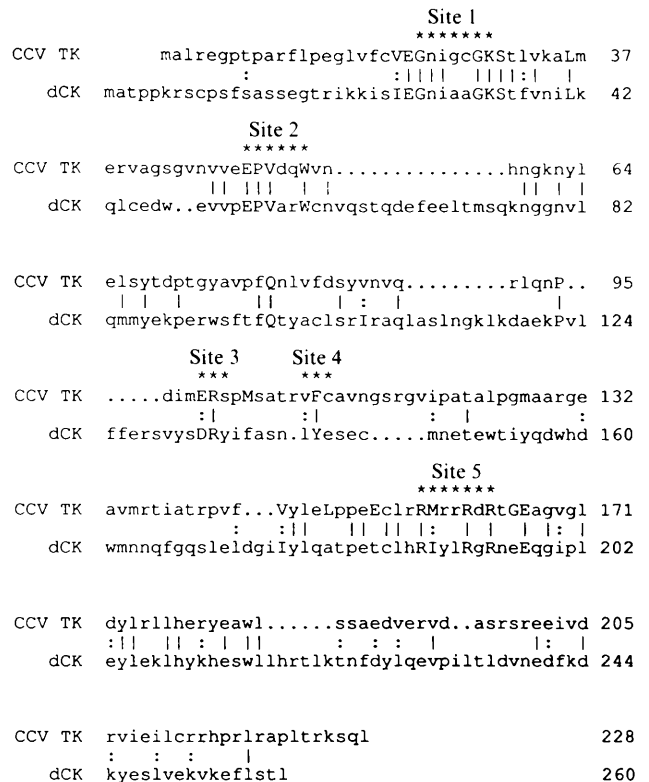 Site 1
*******
CCV TK malregptparflpeglvfcVEGnigcGKStlvkaLm 37
: :|||| ||||:| |
dCK matppkrscpsfsassegtrikkisIEGniaaGKStfvniLk 42
Site 2
******
CCV TK ervagsgvnvveEPVdqWvn...............hngknyl 64
|| ||| | | || | |
dCK qlcedw..evvpEPVarWcnvqstqdefeeltmsqknggnvl 82
CCV TK elsytdptgyavpfQnlvfdsyvnvq.........rlqnP.. 95
| | | || | : | |
dCK qmmyekperwsftfQtyaclsrIraqlaslngklkdaekPvl 124
Site 3 Site 4
*** ***
CCV TK .....dimERspMsatrvFcavngsrgvipatalpgmaarge 132
:| :| : | :
dCK ffersvysDRyifasn.lYesec.....mnetewtiyqdwhd 160
Site 5
*******
CCV TK avmrtiatrpvf...VyleLppeEclrRMrrRdRtGEagvgl 171
: :|| || | |: | | | |: |
dCK wmnnqfgqsleldgiIylqatpetclhRIylRgRneEqgipl 202
CCV TK dylrllheryeawl......ssaedvervd..asrsreeivd 205
:|| || : | || : : : | |: |
dCK eyleklhykheswllhrtlktnfdylqevpiltldvnedfkd 244
CCV TK rvieilcrrhprlrapltrksql 228
: : : |
dCK kyeslvekvkeflstl 260